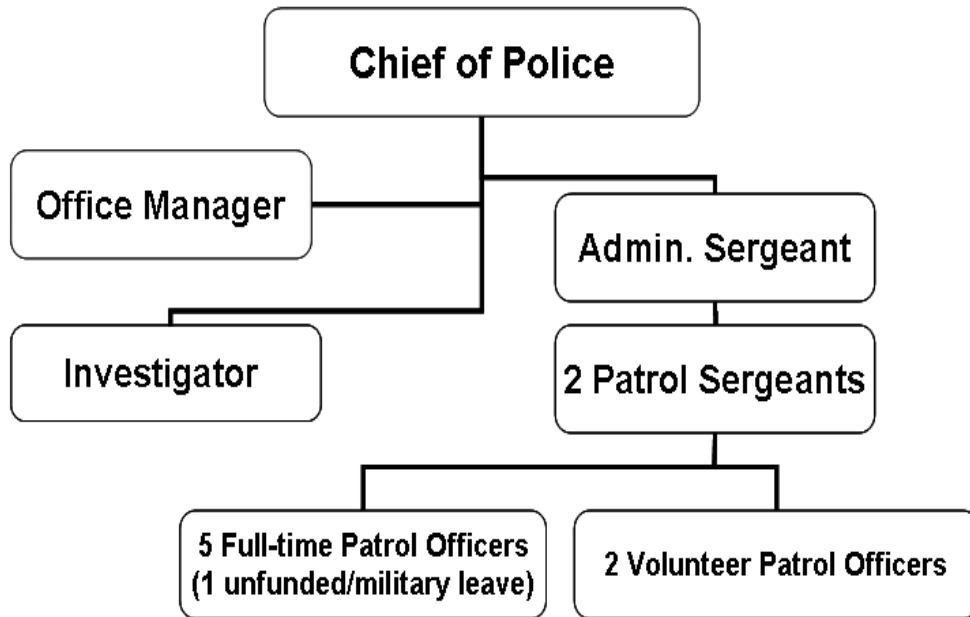 Chief of Police
Office Manager
Admin. Sergeant
Investigator
2 Patrol Sergeants
5 Full-time Patrol Officers
(1 unfunded/military leave)
2 Volunteer Patrol Officers